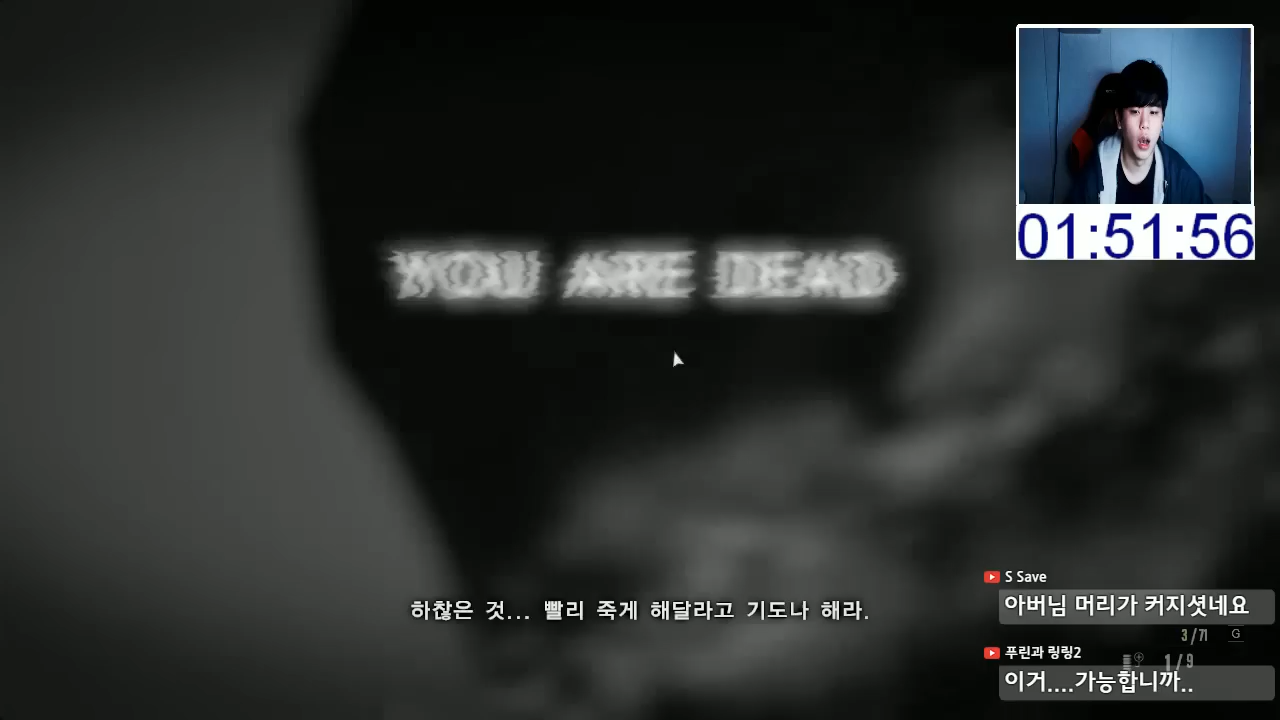 01:51:56
YOU ARE DEAD
하찮은 것... 빨리 죽게 해달라고 기도나 해라.
S Save
아버님 머리가 커지셧네요
3/71 G
푸린과 링링2
1/9
이거....가능합니까..